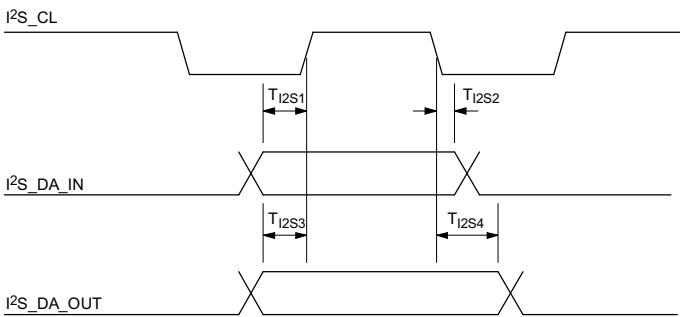 I²S_CL
T_I2S1
T_I2S2
I²S_DA_IN
T_I2S3
T_I2S4
I²S_DA_OUT